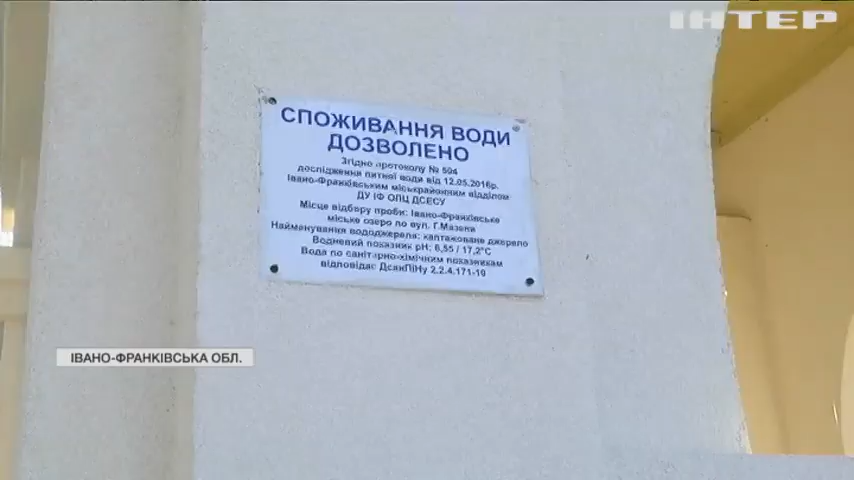 ІНТЕР
СПОЖИВАННЯ ВОДИ
ДОЗВОЛЕНО
Згідно протоколу № 504
дослідження питної води від 12.05.2016р.
Івано-Франківським міськрайонним відділом
ДУ ІФ ОЛЦ ДСЕСУ
Місце відбору проби: Івано-Франківське
міське озеро по вул. Г.Мазепи
Найманування вододжерела: каптажоване джерело
Водневий показник pH: 6,55 / 17,2°С
Вода по санітарно-хімічним показникам
відповідає ДсанПіНу 2.2.4.171-10
ІВАНО-ФРАНКІВСЬКА ОБЛ.